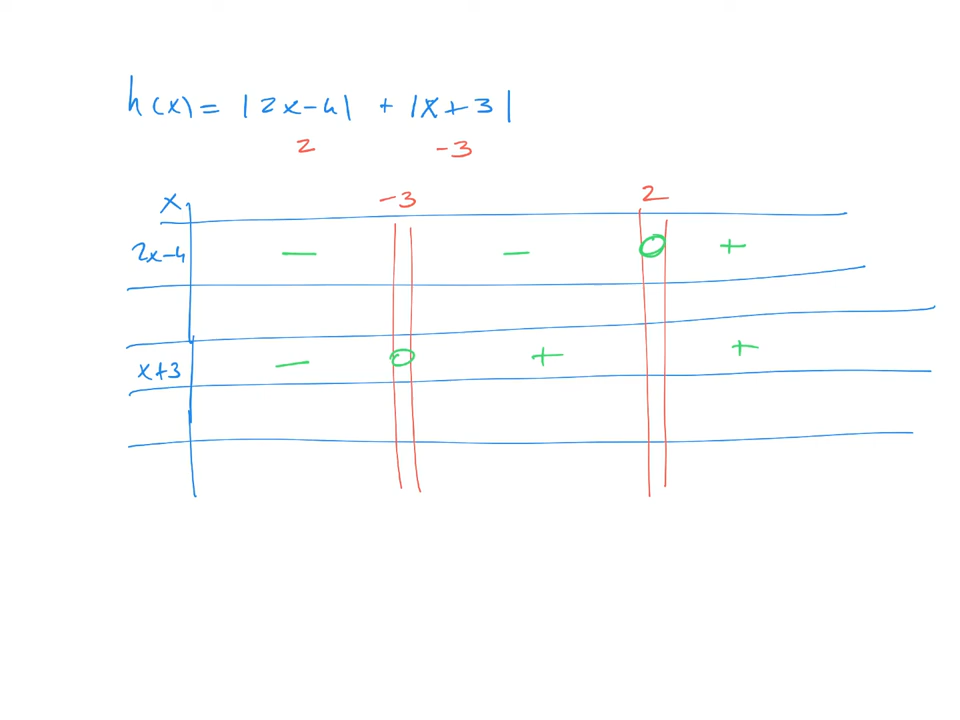 h(x) = |2x-4| + |x+3|
2 -3
x -3 2
2x-4 — — 0 +
x+3 — 0 + +